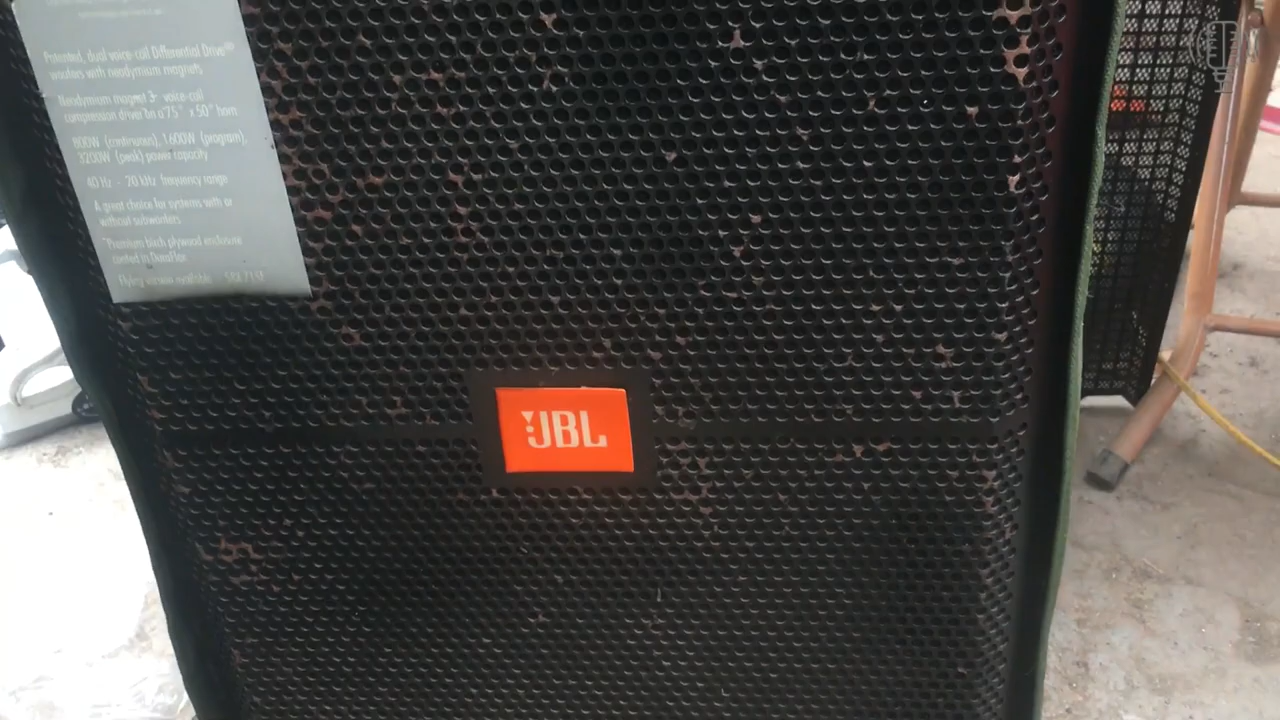 Patented, dual voice-coil Differential Drive®
woofers with neodymium magnets
Neodymium magnet 3" voice-coil
compression driver on a 75° x 50° horn
800W (continuous), 1600W (program),
3200W (peak) power capacity
40 Hz - 20 kHz frequency range
A great choice for systems with or
without subwoofers
Premium birch plywood enclosure
coated in DuraFlex
Flying version available
JBL